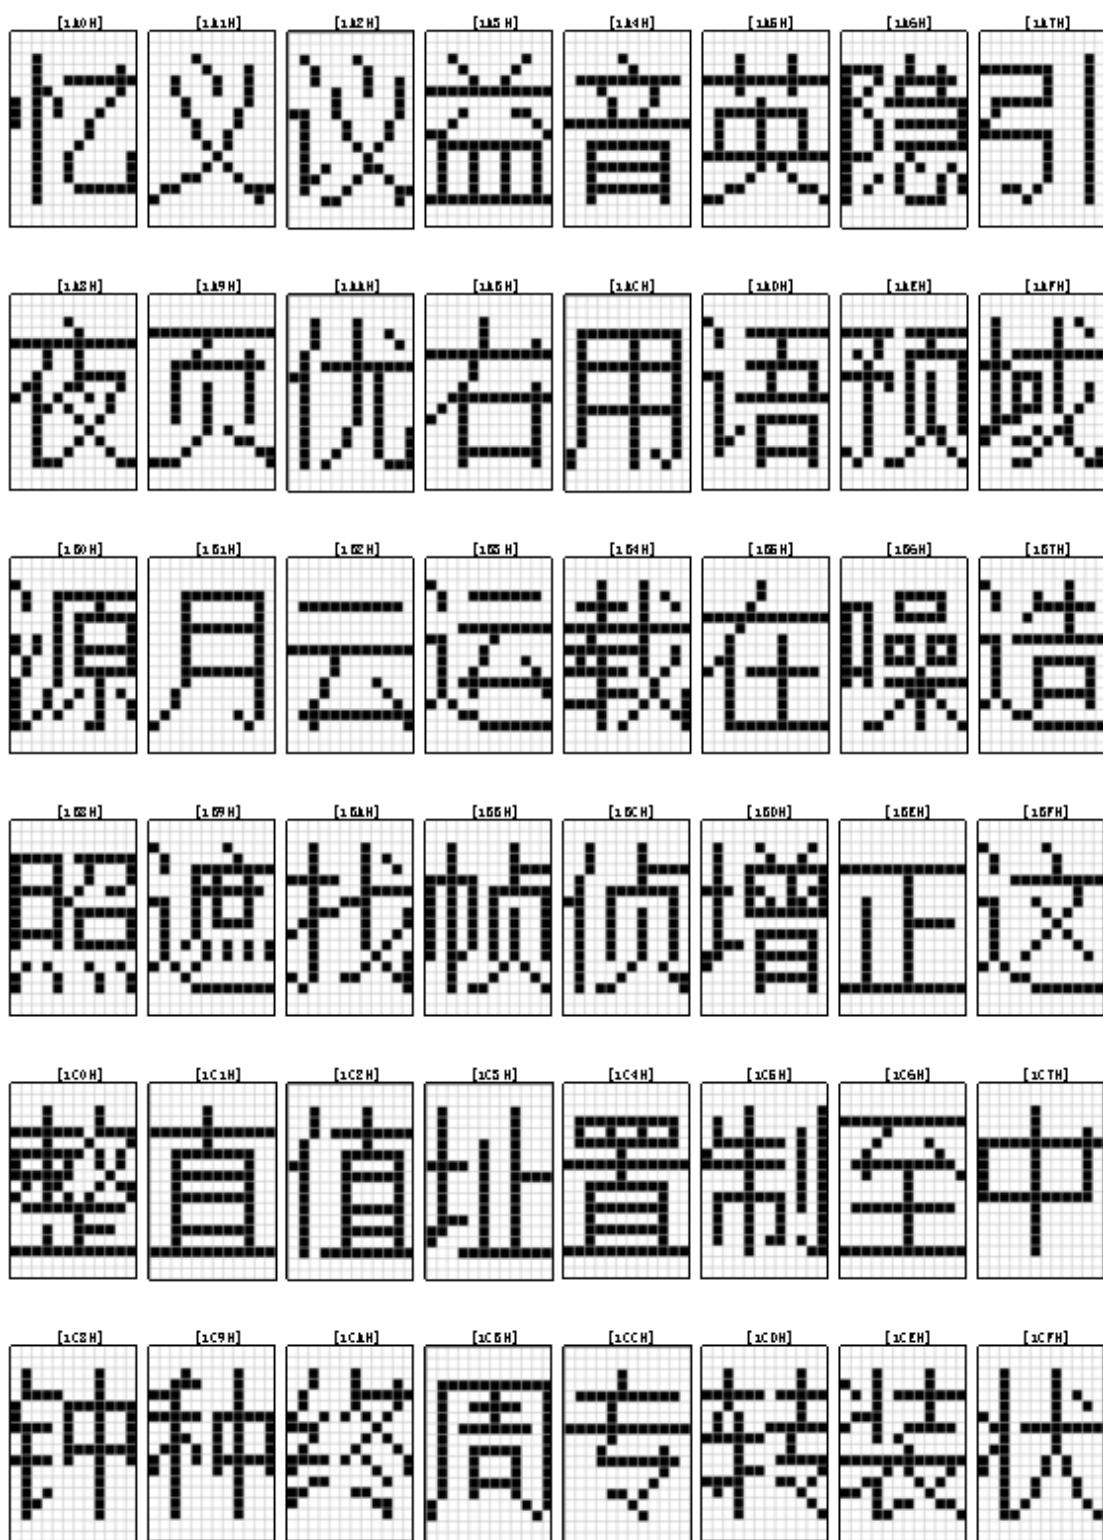 [1A0H] [1A1H] [1A2H] [1A3H] [1A4H] [1A5H] [1A6H] [1A7H]
忆 义 议 益 音 英 隐 引
[1A8H] [1A9H] [1AAH] [1ABH] [1ACH] [1ADH] [1AEH] [1AFH]
夜 页 优 右 用 语 预 域
[1B0H] [1B1H] [1B2H] [1B3H] [1B4H] [1B5H] [1B6H] [1B7H]
源 月 云 运 载 在 噪 造
[1B8H] [1B9H] [1BAH] [1BBH] [1BCH] [1BDH] [1BEH] [1BFH]
照 遮 找 帧 侦 增 正 这
[1C0H] [1C1H] [1C2H] [1C3H] [1C4H] [1C5H] [1C6H] [1C7H]
整 直 值 址 置 制 至 中
[1C8H] [1C9H] [1CAH] [1CBH] [1CCH] [1CDH] [1CEH] [1CFH]
钟 种 终 周 专 转 装 状